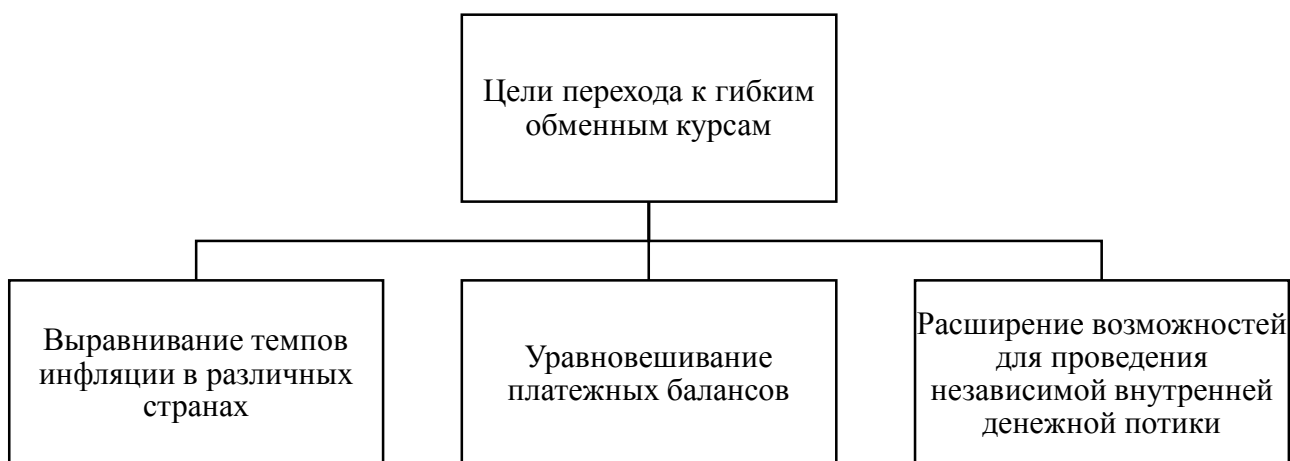 Цели перехода к гибким
обменным курсам
Выравнивание темпов
инфляции в различных
странах
Уравновешивание
платежных балансов
Расширение возможностей
для проведения
независимой внутренней
денежной потики